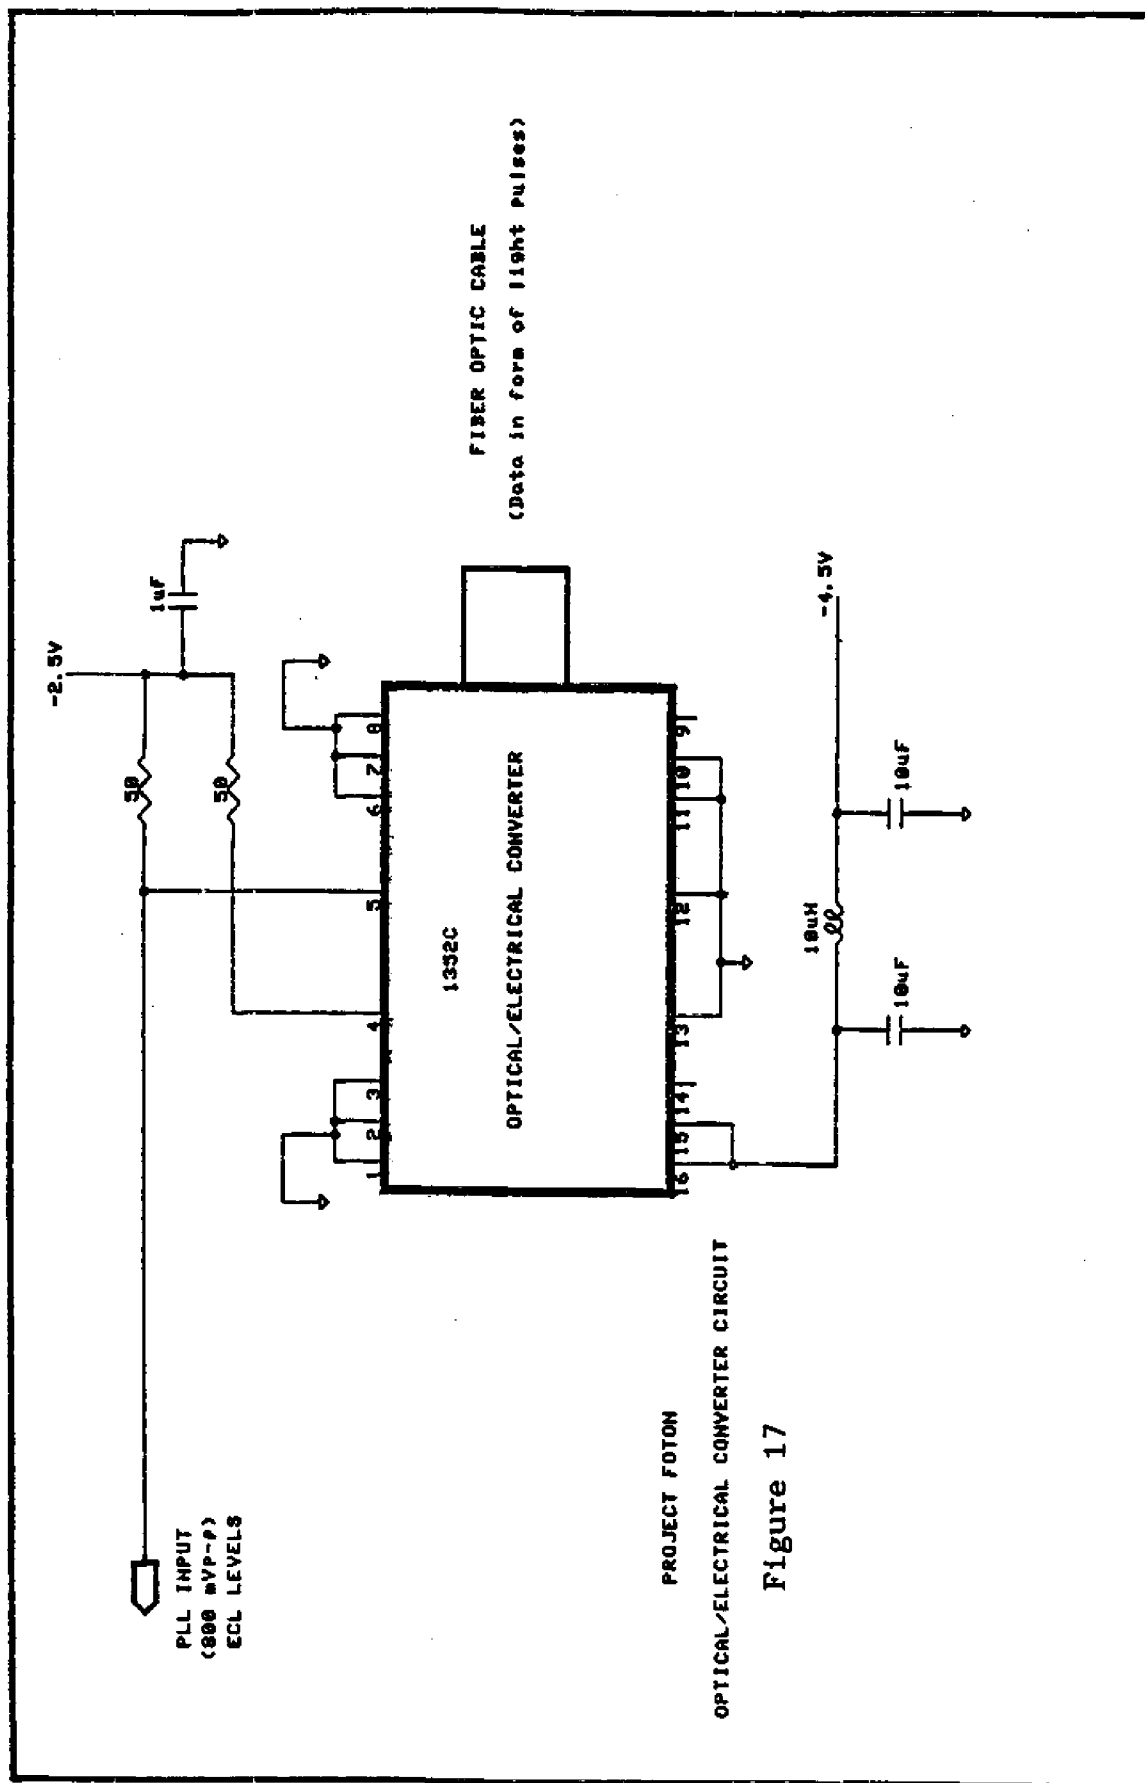 -2.5V
1uF
50
50
PLL INPUT
(800 mVP-P)
ECL LEVELS
1
2
3
4
5
6
7
8
1352C
OPTICAL/ELECTRICAL CONVERTER
FIBER OPTIC CABLE
(Data in form of light pulses)
16
15
14
13
12
11
10
9
10uH
-4.5V
10uF
10uF
PROJECT FOTON
OPTICAL/ELECTRICAL CONVERTER CIRCUIT
Figure 17